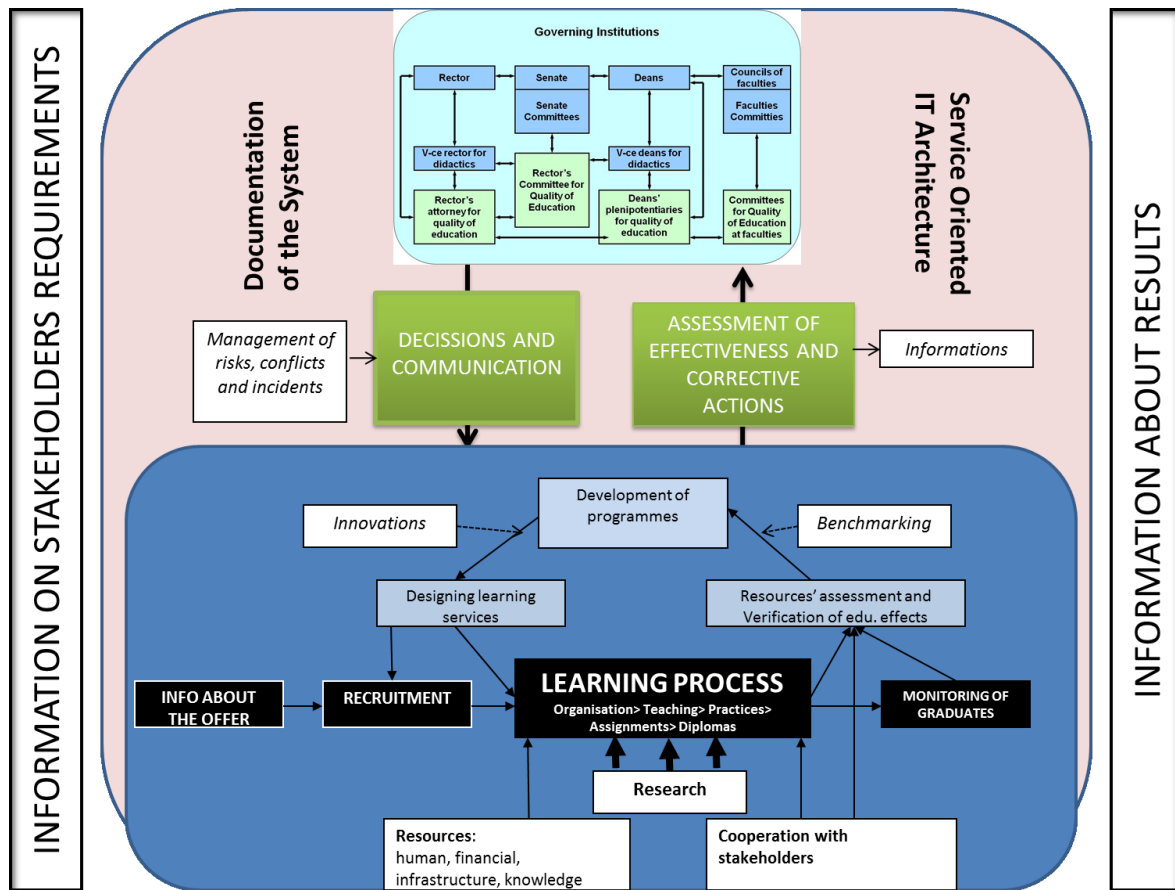 INFORMATION ON STAKEHOLDERS REQUIREMENTS
Documentation
of the System
Governing Institutions
Rector
Senate
Deans
Councils of
faculties
Senate
Committees
Faculties
Committies
V-ce rector for
didactics
Rector's
Committee for
Quality of
Education
V-ce deans for
didactics
Rector's
attorney for
quality of
education
Deans'
plenipotentiaries
for quality of
education
Committees
for Quality
of Education
at faculties
Service Oriented
IT Architecture
Management of
risks, conflicts
and incidents
DECISSIONS AND
COMMUNICATION
ASSESSMENT OF
EFFECTIVENESS AND
CORRECTIVE
ACTIONS
Informations
Innovations
Development of
programmes
Benchmarking
Designing learning
services
Resources' assessment and
Verification of edu. effects
INFO ABOUT
THE OFFER
RECRUITMENT
LEARNING PROCESS
Organisation> Teaching> Practices>
Assignments> Diplomas
MONITORING OF
GRADUATES
Research
Resources:
human, financial,
infrastructure, knowledge
Cooperation with
stakeholders
INFORMATION ABOUT RESULTS